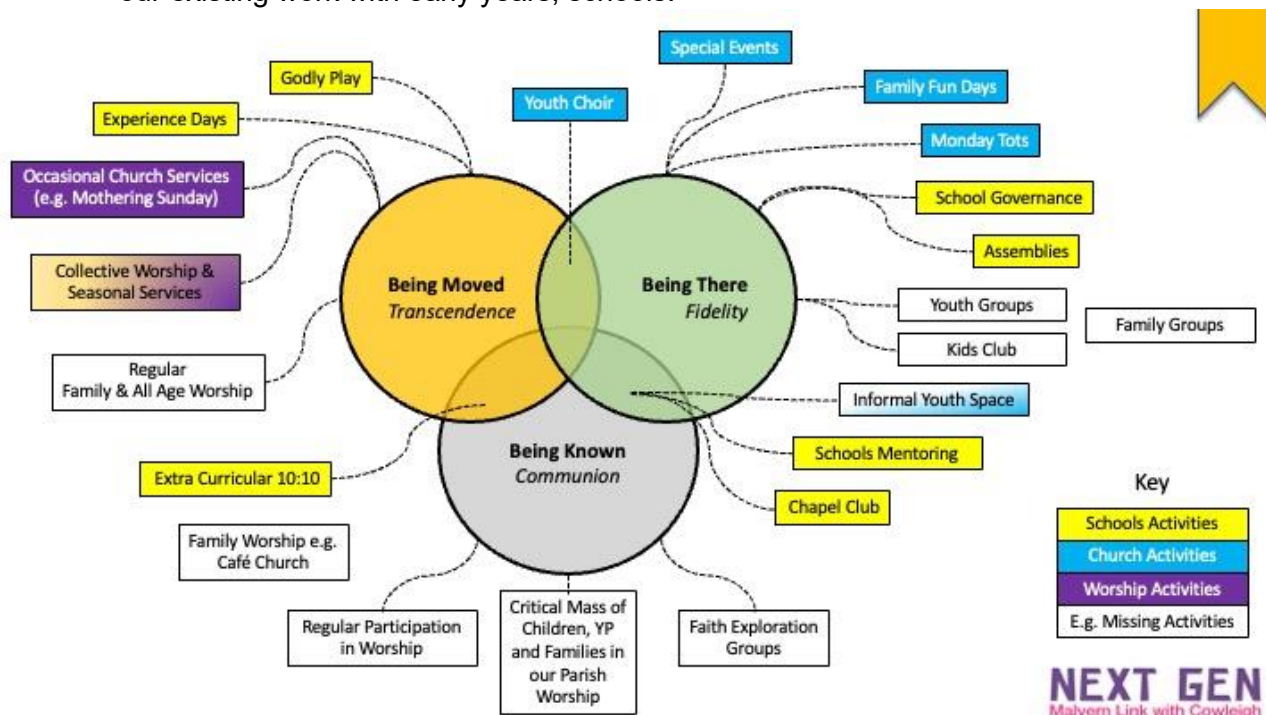 our existing work with early years, schools.
Special Events
Godly Play
Family Fun Days
Youth Choir
Experience Days
Monday Tots
Occasional Church Services
(e.g. Mothering Sunday)
School Governance
Assemblies
Collective Worship &
Seasonal Services
Being Moved
Transcendence
Being There
Fidelity
Youth Groups
Family Groups
Kids Club
Regular
Family & All Age Worship
Informal Youth Space
Being Known
Communion
Schools Mentoring
Extra Curricular 10:10
Chapel Club
Key
Schools Activities
Church Activities
Worship Activities
E.g. Missing Activities
Family Worship e.g.
Café Church
Regular Participation
in Worship
Critical Mass of
Children, YP
and Families in
our Parish
Worship
Faith Exploration
Groups
NEXT GEN
Malvern Link with Cowleigh